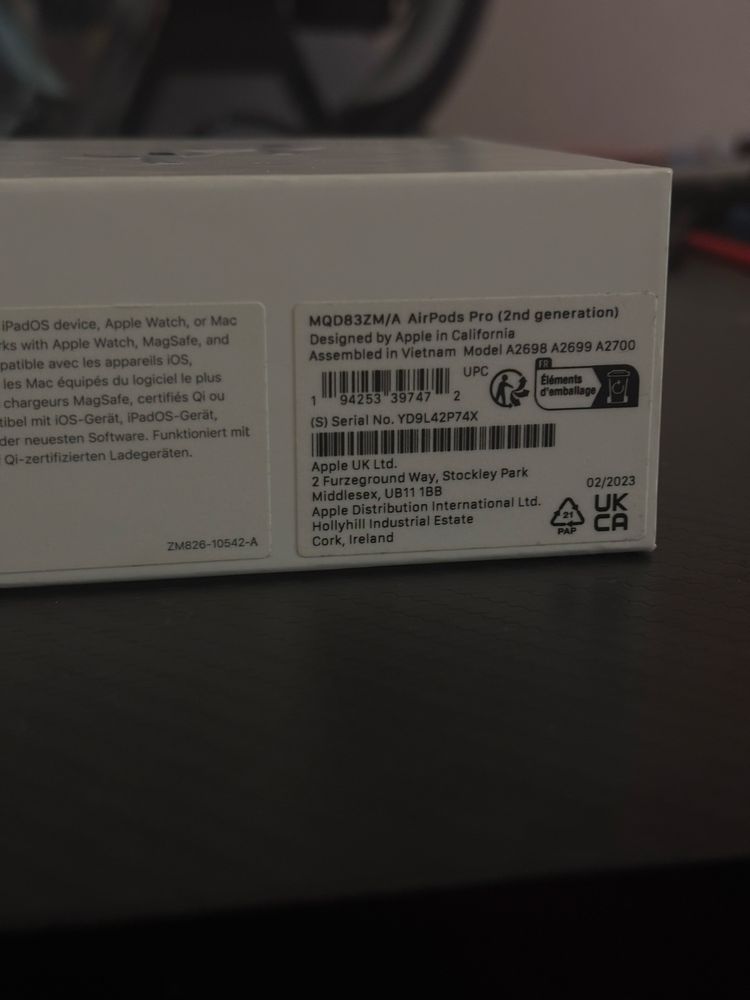 iPadOS device, Apple Watch, or Mac
rks with Apple Watch, MagSafe, and
patible avec les appareils iOS,
les Mac équipés du logiciel le plus
chargeurs MagSafe, certifiés Qi ou
tibel mit iOS-Gerät, iPadOS-Gerät,
der neuesten Software. Funktioniert mit
Qi-zertifizierten Ladegeräten.
ZM826-10542-A
MQD83ZM/A AirPods Pro (2nd generation)
Designed by Apple in California
Assembled in Vietnam Model A2698 A2699 A2700
UPC
1 94253 39747 2
FR
Éléments
d'emballage
(S) Serial No. YD9L42P74X
Apple UK Ltd.
2 Furzeground Way, Stockley Park
Middlesex, UB11 1BB
Apple Distribution International Ltd.
Hollyhill Industrial Estate
Cork, Ireland
02/2023
21
PAP
UK
CA